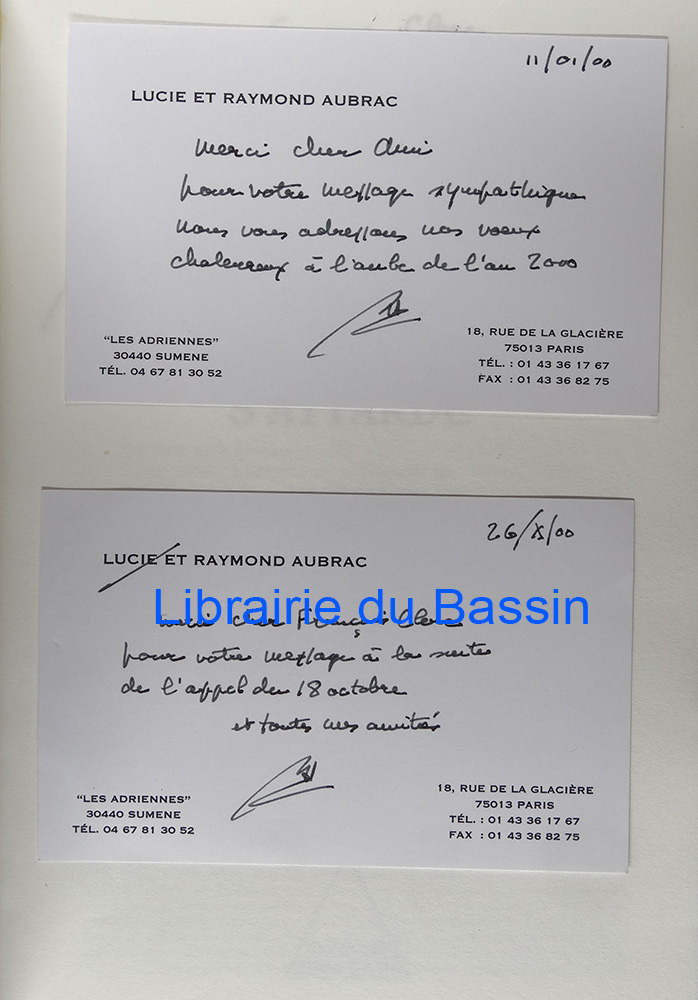 11/01/00
LUCIE ET RAYMOND AUBRAC
merci cher Ami
pour votre message sympathique
nous vous adressons nos voeux
chaleureux à l'aube de l'an 2000
"LES ADRIENNES"
30440 SUMENE
TÉL. 04 67 81 30 52
18, RUE DE LA GLACIÈRE
75013 PARIS
TÉL. : 01 43 36 17 67
FAX : 01 43 36 82 75
26/X/00
LUCIE ET RAYMOND AUBRAC
Librairie du Bassin
merci cher François
pour votre message à la suite
de l'appel du 18 octobre
et toutes mes amitiés
"LES ADRIENNES"
30440 SUMENE
TÉL. 04 67 81 30 52
18, RUE DE LA GLACIÈRE
75013 PARIS
TÉL. : 01 43 36 17 67
FAX : 01 43 36 82 75